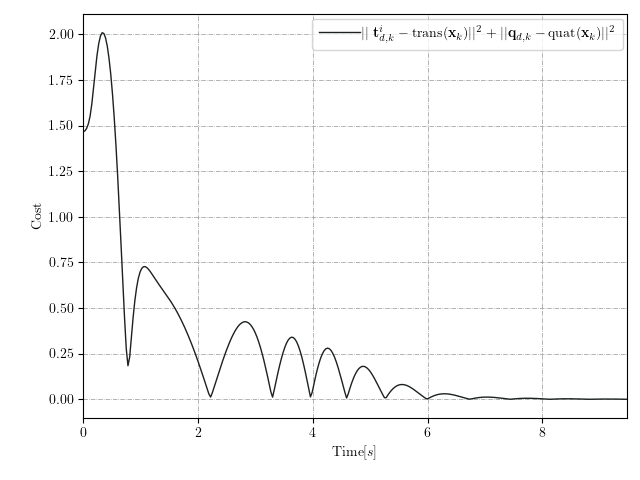 || t^i_{d,k} − trans(x_k)||² + ||q_{d,k} − quat(x_k)||²
2.00
1.75
1.50
1.25
1.00
0.75
0.50
0.25
0.00
Cost
0 2 4 6 8
Time[s]